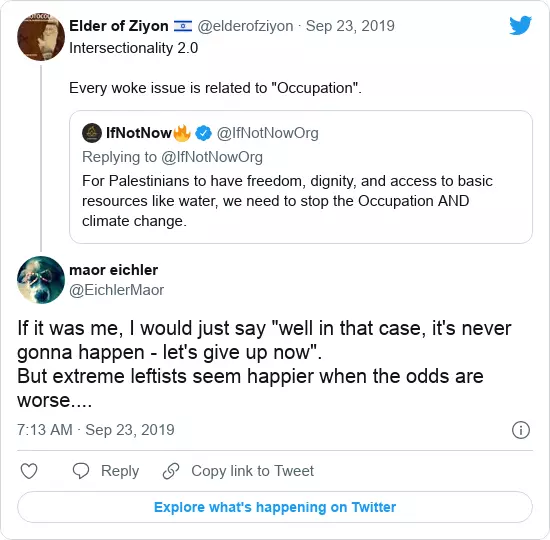 Elder of Ziyon 🇮🇱 @elderofziyon · Sep 23, 2019
Intersectionality 2.0
Every woke issue is related to "Occupation".
IfNotNow🔥 @IfNotNowOrg
Replying to @IfNotNowOrg
For Palestinians to have freedom, dignity, and access to basic
resources like water, we need to stop the Occupation AND
climate change.
maor eichler
@EichlerMaor
If it was me, I would just say "well in that case, it's never
gonna happen - let's give up now".
But extreme leftists seem happier when the odds are
worse....
7:13 AM · Sep 23, 2019
Reply Copy link to Tweet
Explore what's happening on Twitter